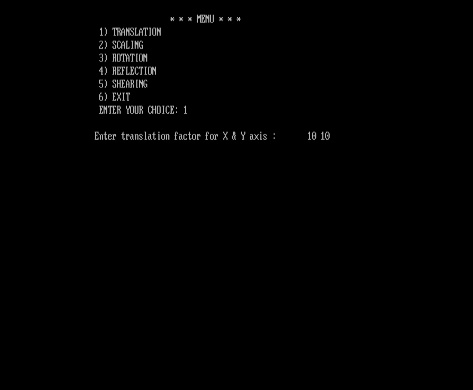 * * * MENU * * *
1) TRANSLATION
2) SCALING
3) ROTATION
4) REFLECTION
5) SHEARING
6) EXIT
ENTER YOUR CHOICE: 1
Enter translation factor for X & Y axis : 10 10